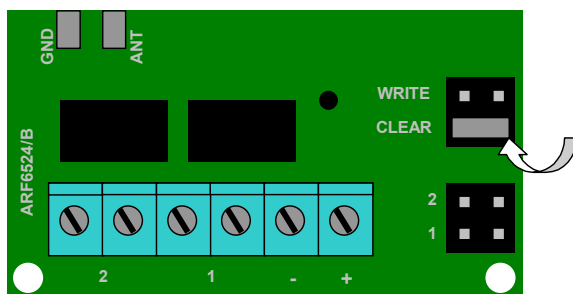 GND
ANT
WRITE
CLEAR
ARF6524/B
2
1
2 1 - +